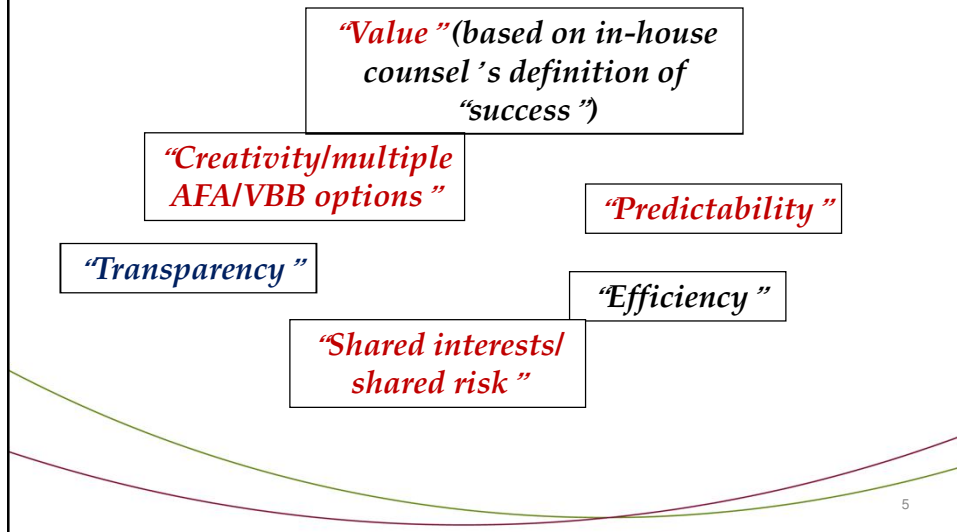 “Value” (based on in-house
counsel’s definition of
“success”)
“Creativity/multiple
AFA/VBB options”
“Predictability”
“Transparency”
“Efficiency”
“Shared interests/
shared risk”
5